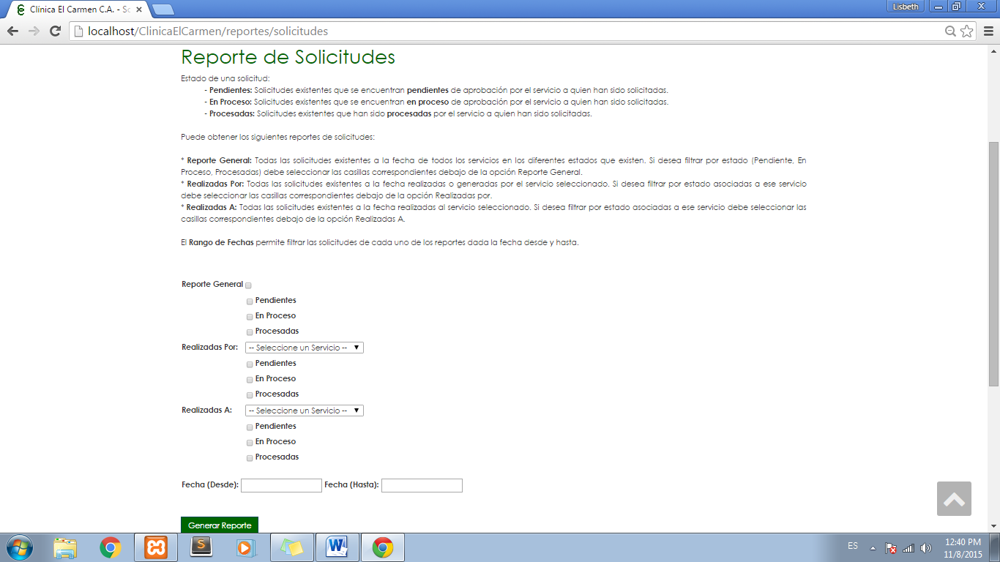 Clínica El Carmen C.A. - Sc
Lisbeth
localhost/ClinicaElCarmen/reportes/solicitudes
Reporte de Solicitudes
Estado de una solicitud:
- Pendientes: Solicitudes existentes que se encuentran pendientes de aprobación por el servicio a quien han sido solicitadas.
- En Proceso: Solicitudes existentes que se encuentran en proceso de aprobación por el servicio a quien han sido solicitadas.
- Procesadas: Solicitudes existentes que han sido procesadas por el servicio a quien han sido solicitadas.
Puede obtener los siguientes reportes de solicitudes:
* Reporte General: Todas las solicitudes existentes a la fecha de todos los servicios en los diferentes estados que existen. Si desea filtrar por estado (Pendiente, En
Proceso, Procesadas) debe seleccionar las casillas correspondientes debajo de la opción Reporte General.
* Realizadas Por: Todas las solicitudes existentes a la fecha realizadas o generadas por el servicio seleccionado. Si desea filtrar por estado asociadas a ese servicio
debe seleccionar las casillas correspondientes debajo de la opción Realizadas por.
* Realizadas A: Todas las solicitudes existentes a la fecha realizadas al servicio seleccionado. Si desea filtrar por estado asociadas a ese servicio debe seleccionar las
casillas correspondientes debajo de la opción Realizadas A.
El Rango de Fechas permite filtrar las solicitudes de cada uno de los reportes dada la fecha desde y hasta.
Reporte General
Pendientes
En Proceso
Procesadas
Realizadas Por: -- Seleccione un Servicio --
Pendientes
En Proceso
Procesadas
Realizadas A: -- Seleccione un Servicio --
Pendientes
En Proceso
Procesadas
Fecha (Desde): Fecha (Hasta):
Generar Reporte
ES
12:40 PM
11/8/2015